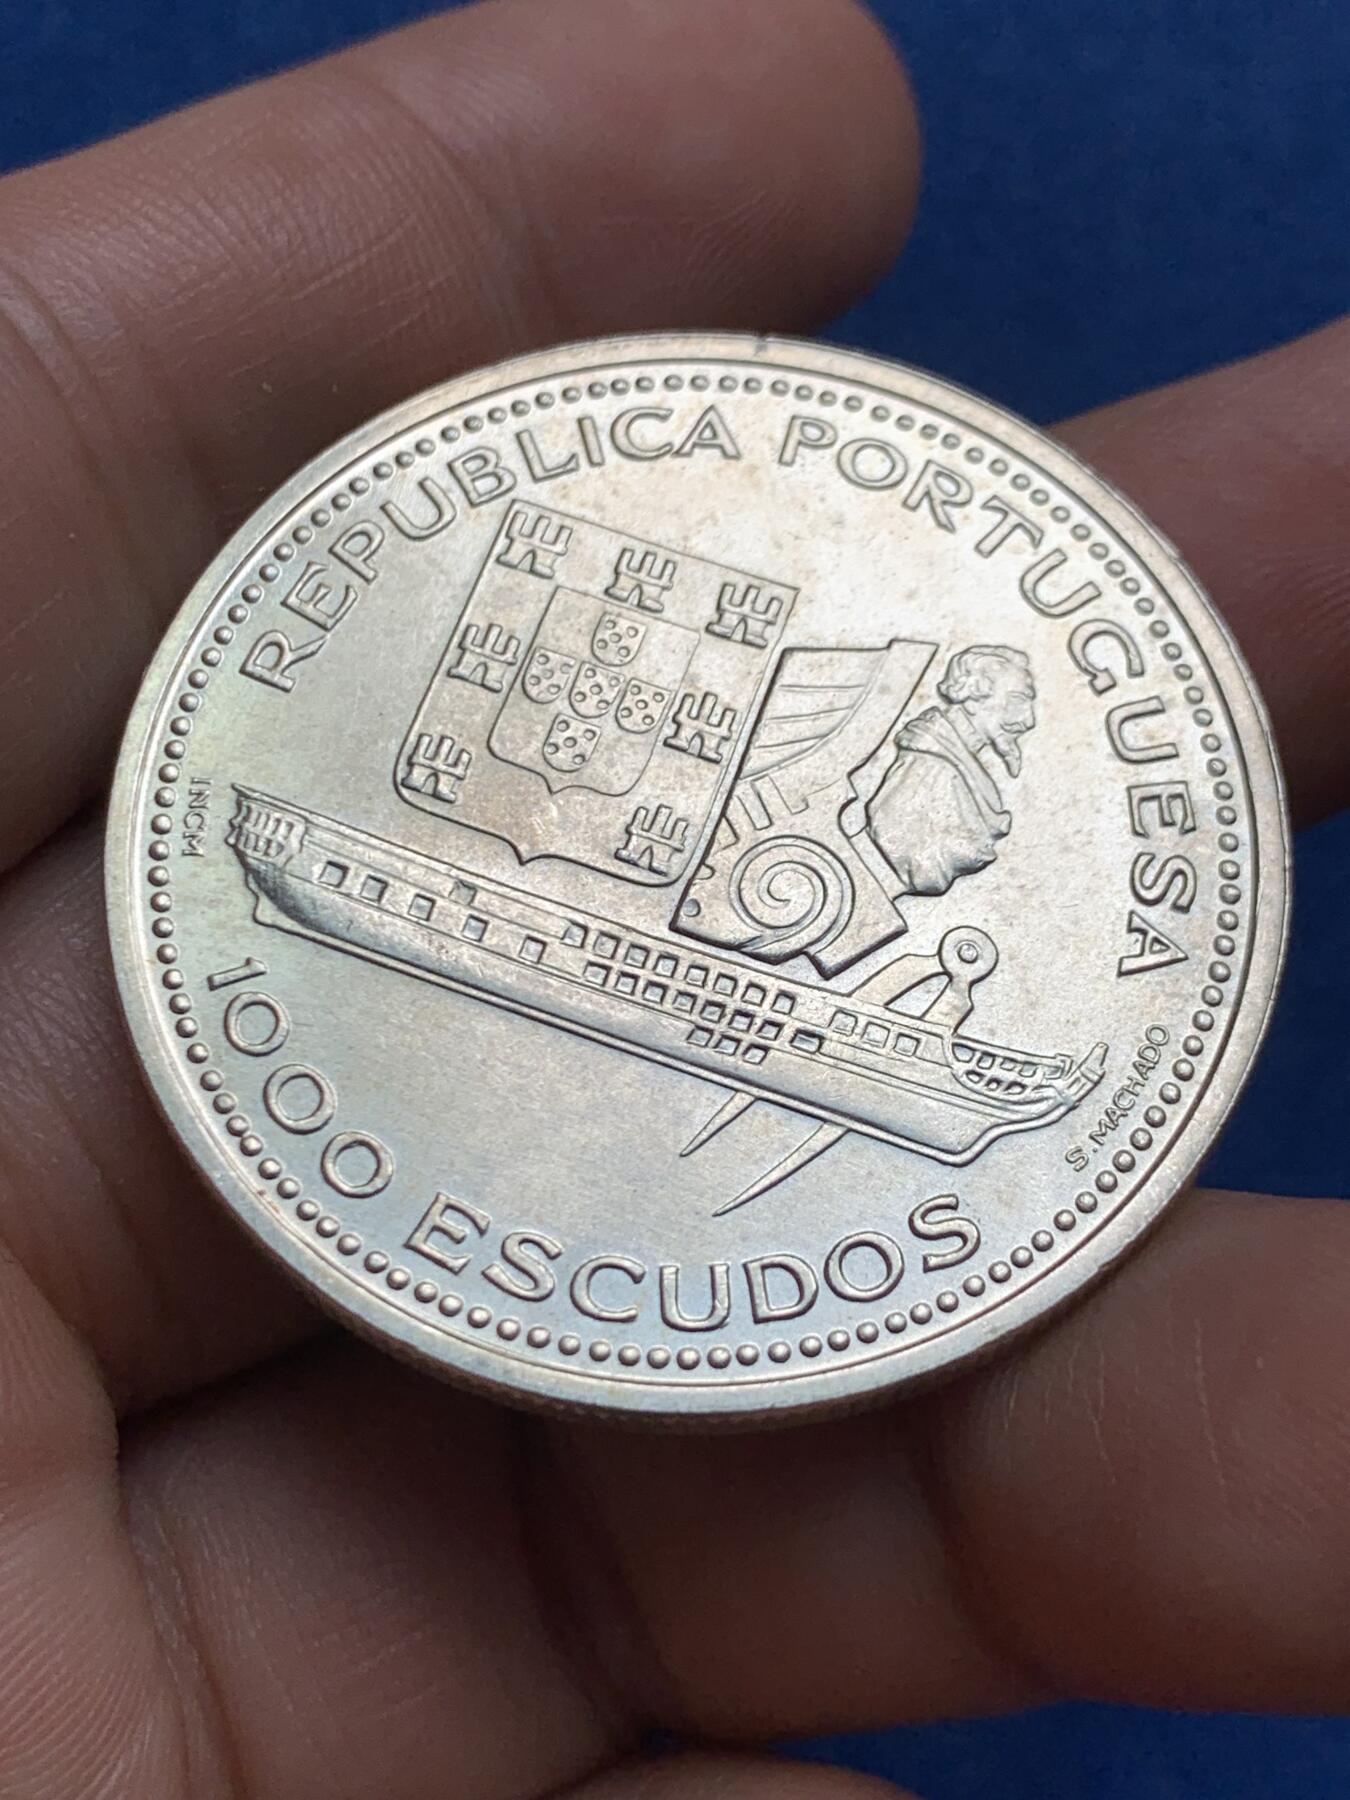 REPUBLICA PORTUGUESA
INCM
S. MACHADO
1000 ESCUDOS